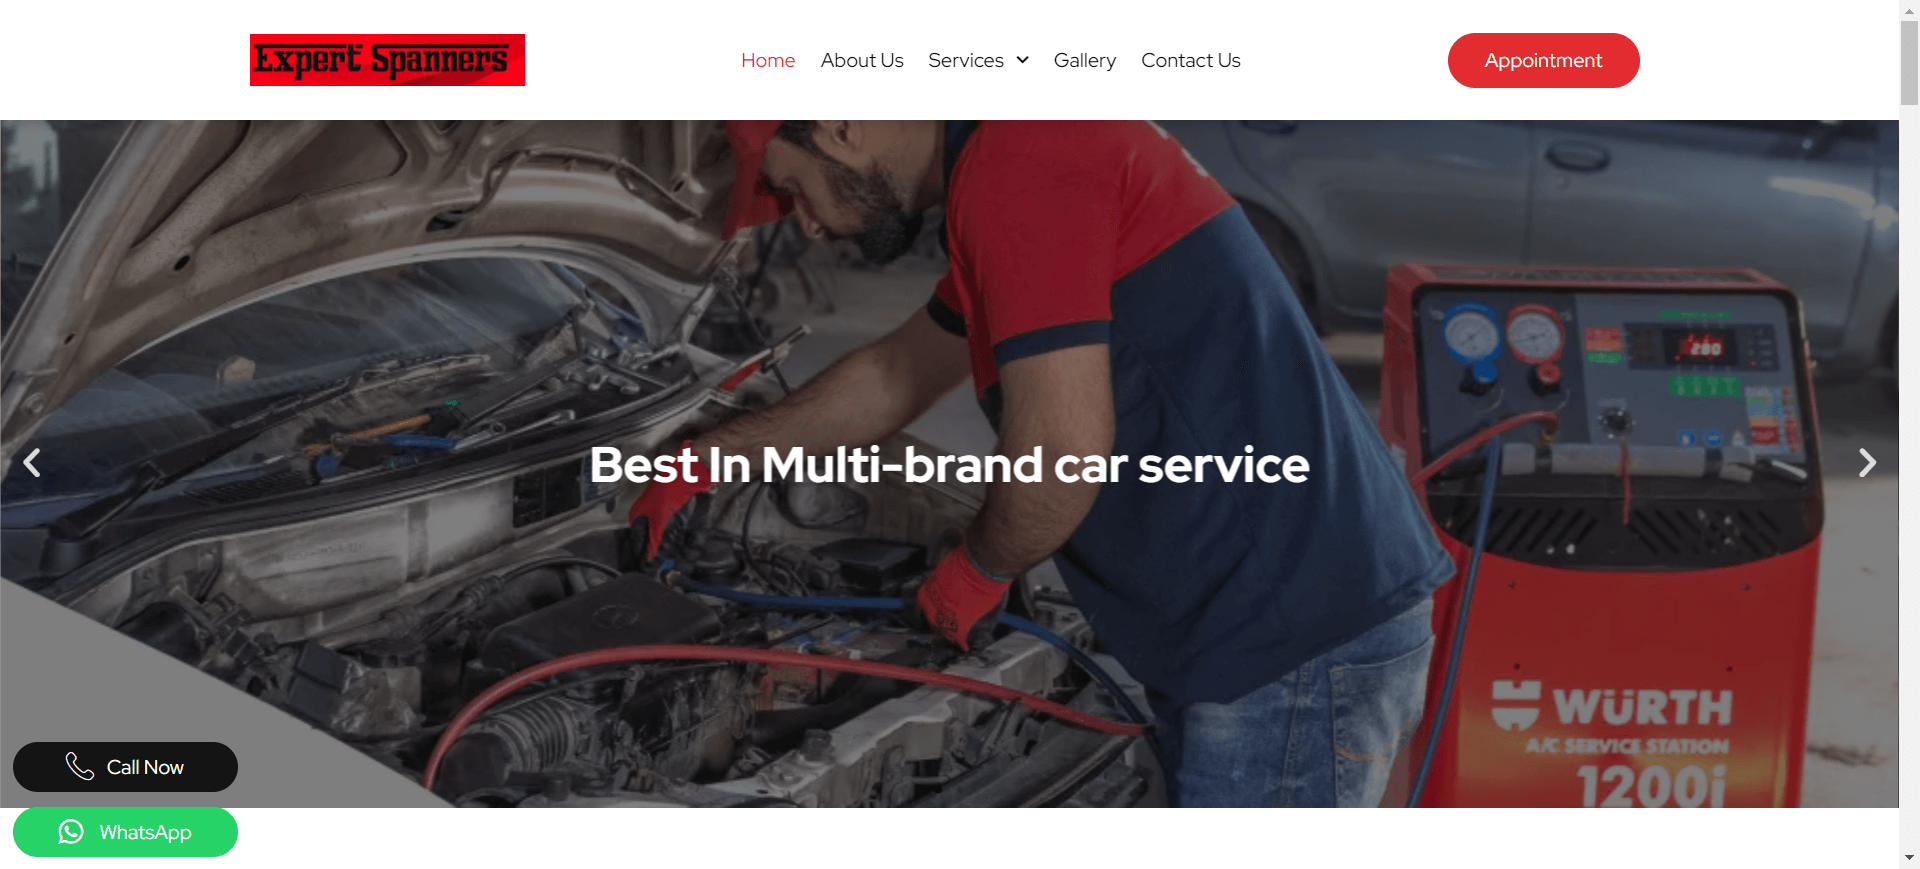 Expert Spanners
Home
About Us
Services
Gallery
Contact Us
Appointment
280
Best In Multi-brand car service
WÜRTH
A/C SERVICE STATION
1200i
Call Now
WhatsApp